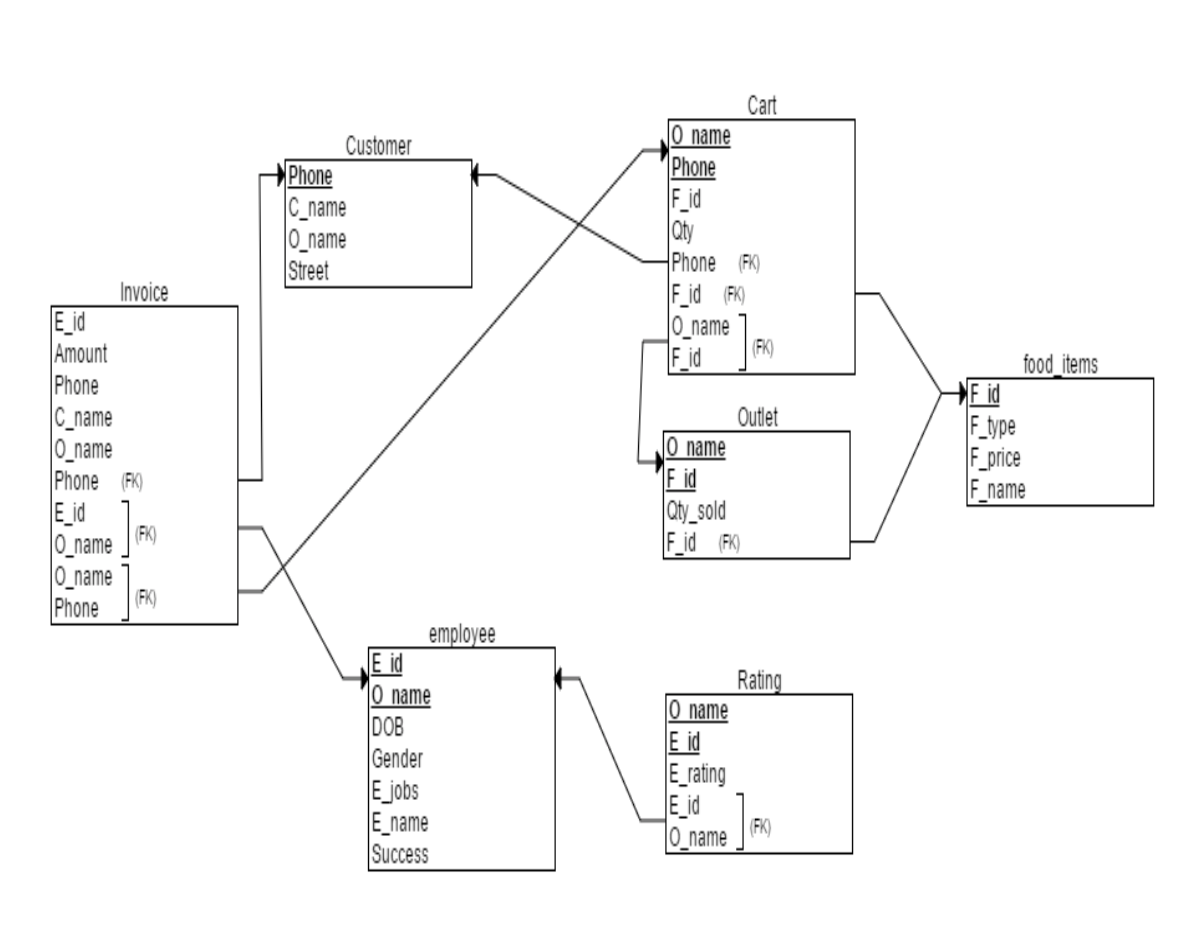 Cart
O_name
Phone
F_id
Qty
Phone (FK)
F_id (FK)
O_name
F_id
(FK)
Customer
Phone
C_name
O_name
Street
Invoice
E_id
Amount
Phone
C_name
O_name
Phone (FK)
E_id
O_name
(FK)
O_name
Phone
(FK)
food_items
F_id
F_type
F_price
F_name
Outlet
O_name
F_id
Qty_sold
F_id (FK)
employee
E_id
O_name
DOB
Gender
E_jobs
E_name
Success
Rating
O_name
E_id
E_rating
E_id
O_name
(FK)